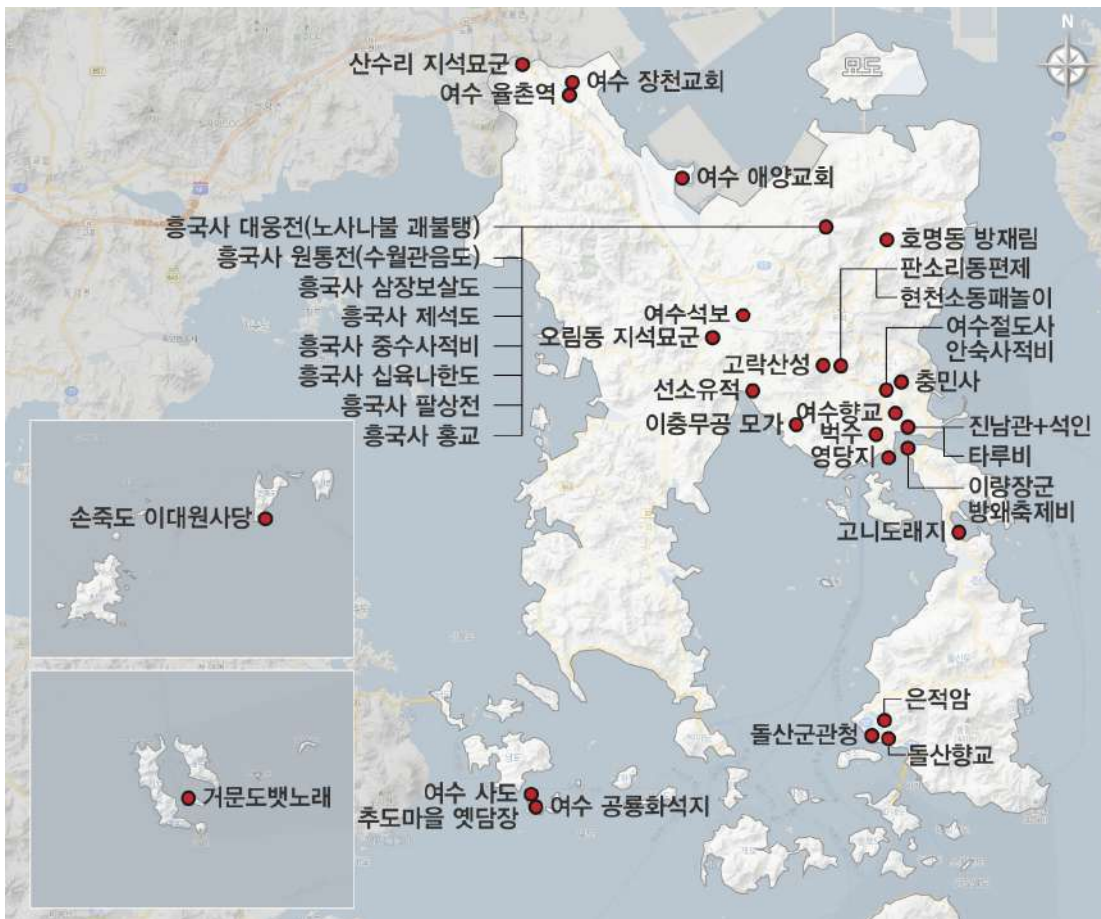 N
묘도
산수리 지석묘군
여수 장천교회
여수 율촌역
여수 애양교회
흥국사 대웅전(노사나불 괘불탱)
흥국사 원통전(수월관음도)
흥국사 삼장보살도
흥국사 제석도
흥국사 중수사적비
흥국사 십육나한도
흥국사 팔상전
흥국사 홍교
호명동 방재림
판소리동편제
현천소동패놀이
여수석보
오림동 지석묘군
여수절도사
안숙사적비
고락산성
충민사
선소유적
여수향교
이충무공 모가
벅수
진남관+석인
타루비
영당지
이량장군
방왜축제비
고니도래지
손죽도 이대원사당
은적암
돌산군관청
돌산향교
거문도뱃노래
여수 사도
추도마을 옛담장
여수 공룡화석지